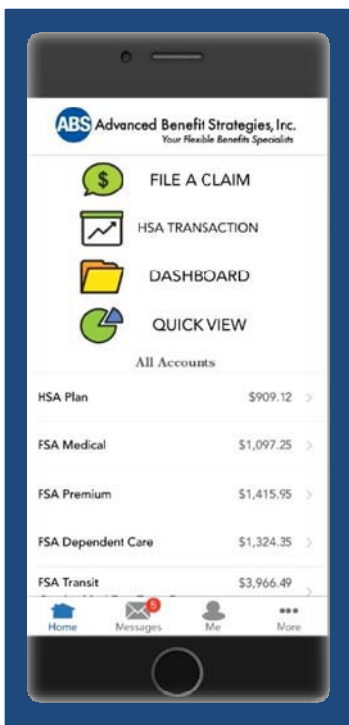 ABS Advanced Benefit Strategies, Inc.
Your Flexible Benefits Specialists
$ FILE A CLAIM
HSA TRANSACTION
DASHBOARD
QUICK VIEW
All Accounts
HSA Plan $909.12
FSA Medical $1,097.25
FSA Premium $1,415.95
FSA Dependent Care $1,324.35
FSA Transit $3,966.49
5
Home Messages Me More